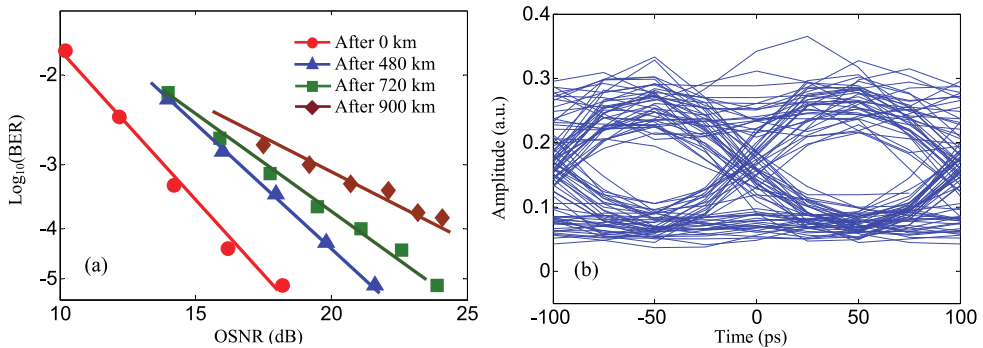 After 0 km
After 480 km
After 720 km
After 900 km
-2
-3
-4
-5
Log10(BER)
(a)
10
15
20
25
OSNR (dB)
0.4
0.3
0.2
0.1
0
Amplitude (a.u.)
(b)
-100
-50
0
50
100
Time (ps)